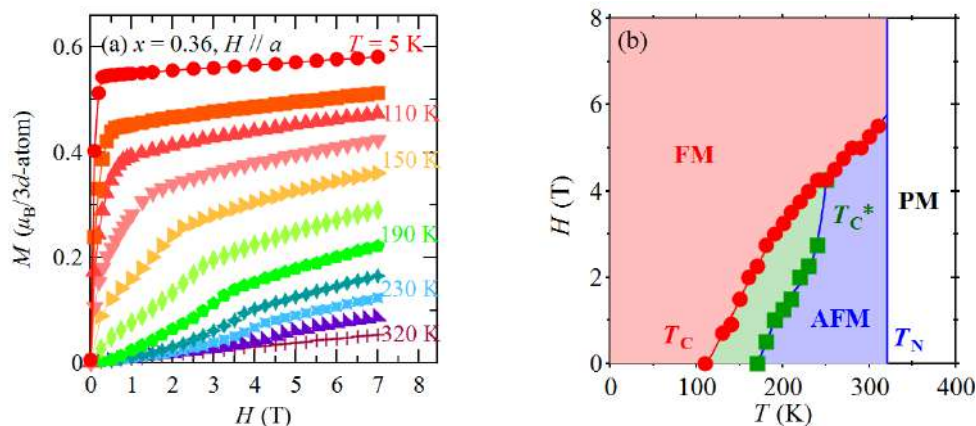 (a) x = 0.36, H // a
T = 5 K
110 K
150 K
190 K
230 K
320 K
0.6
0.4
0.2
0
M (μB/3d-atom)
0 1 2 3 4 5 6 7 8
H (T)
(b)
8
6
4
2
0
H (T)
FM
PM
TC*
AFM
TC
TN
0 100 200 300 400
T (K)